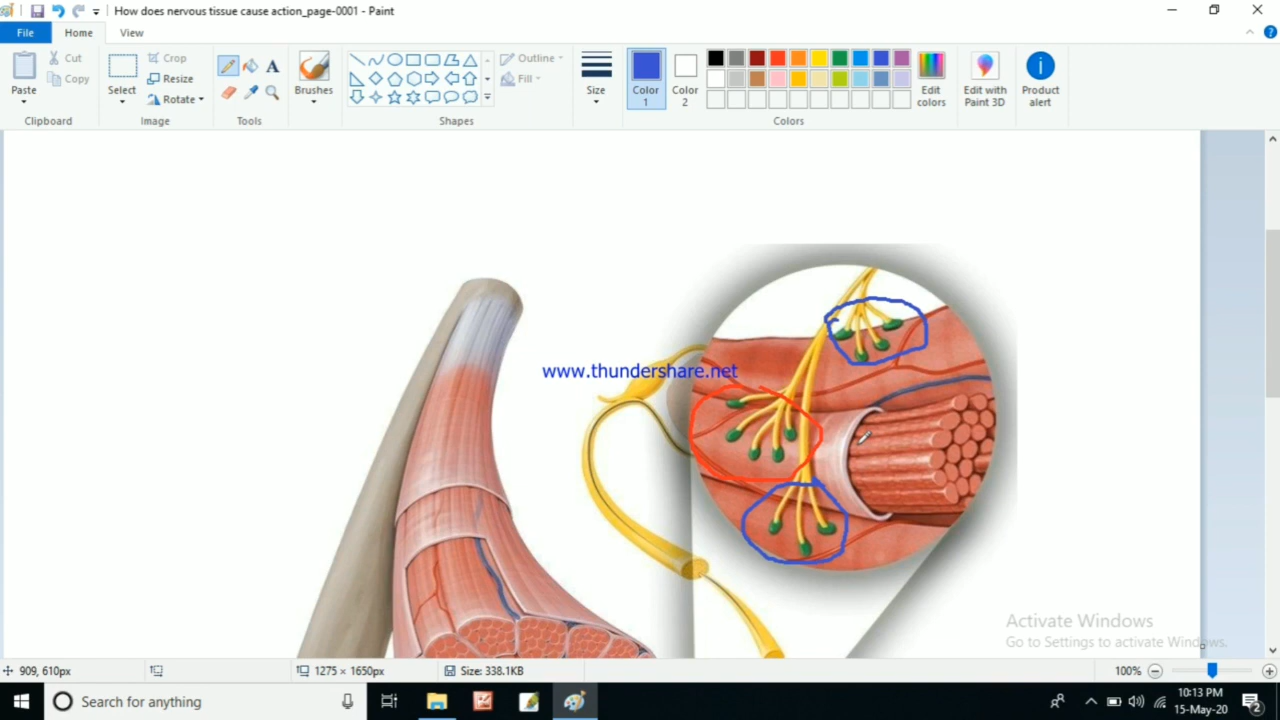 How does nervous tissue cause action_page-0001 - Paint
File
Home
View
Paste
Cut
Copy
Clipboard
Select
Crop
Resize
Rotate
Image
A
Tools
Brushes
Shapes
Outline
Fill
Size
Color 1
Color 2
Colors
Edit colors
Edit with Paint 3D
Product alert
www.thundershare.net
Activate Windows
Go to Settings to activate Windows.
909, 610px
1275 × 1650px
Size: 338.1KB
100%
Search for anything
10:13 PM
15-May-20
2